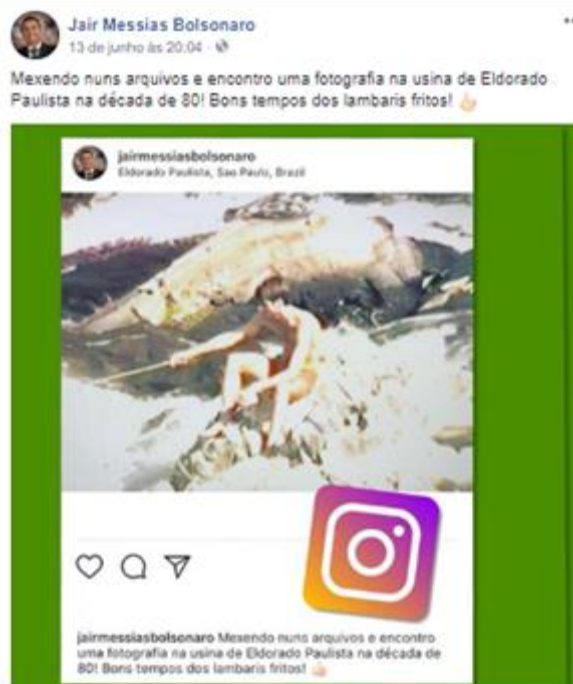 Jair Messias Bolsonaro
13 de junho às 20:04
Mexendo nuns arquivos e encontro uma fotografia na usina de Eldorado
Paulista na década de 80! Bons tempos dos lambaris fritos! 👍🏻
jairmessiasbolsonaro
Eldorado Paulista, Sao Paulo, Brazil
jairmessiasbolsonaro Mexendo nuns arquivos e encontro
uma fotografia na usina de Eldorado Paulista na década de
80! Bons tempos dos lambaris fritos! 👍🏻